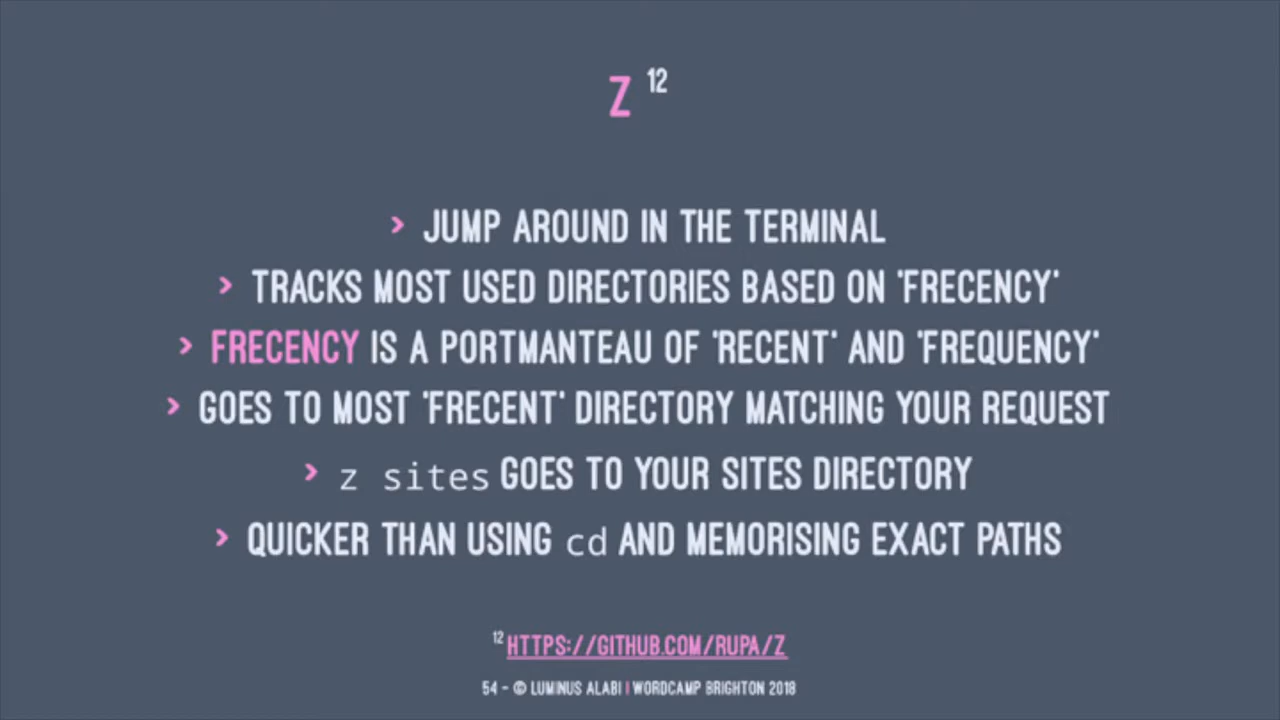 Z 12
> JUMP AROUND IN THE TERMINAL
> TRACKS MOST USED DIRECTORIES BASED ON 'FRECENCY'
> FRECENCY IS A PORTMANTEAU OF 'RECENT' AND 'FREQUENCY'
> GOES TO MOST 'FRECENT' DIRECTORY MATCHING YOUR REQUEST
> z sites GOES TO YOUR SITES DIRECTORY
> QUICKER THAN USING cd AND MEMORISING EXACT PATHS
12 HTTPS://GITHUB.COM/RUPA/Z
54 - © LUMINUS ALABI | WORDCAMP BRIGHTON 2018